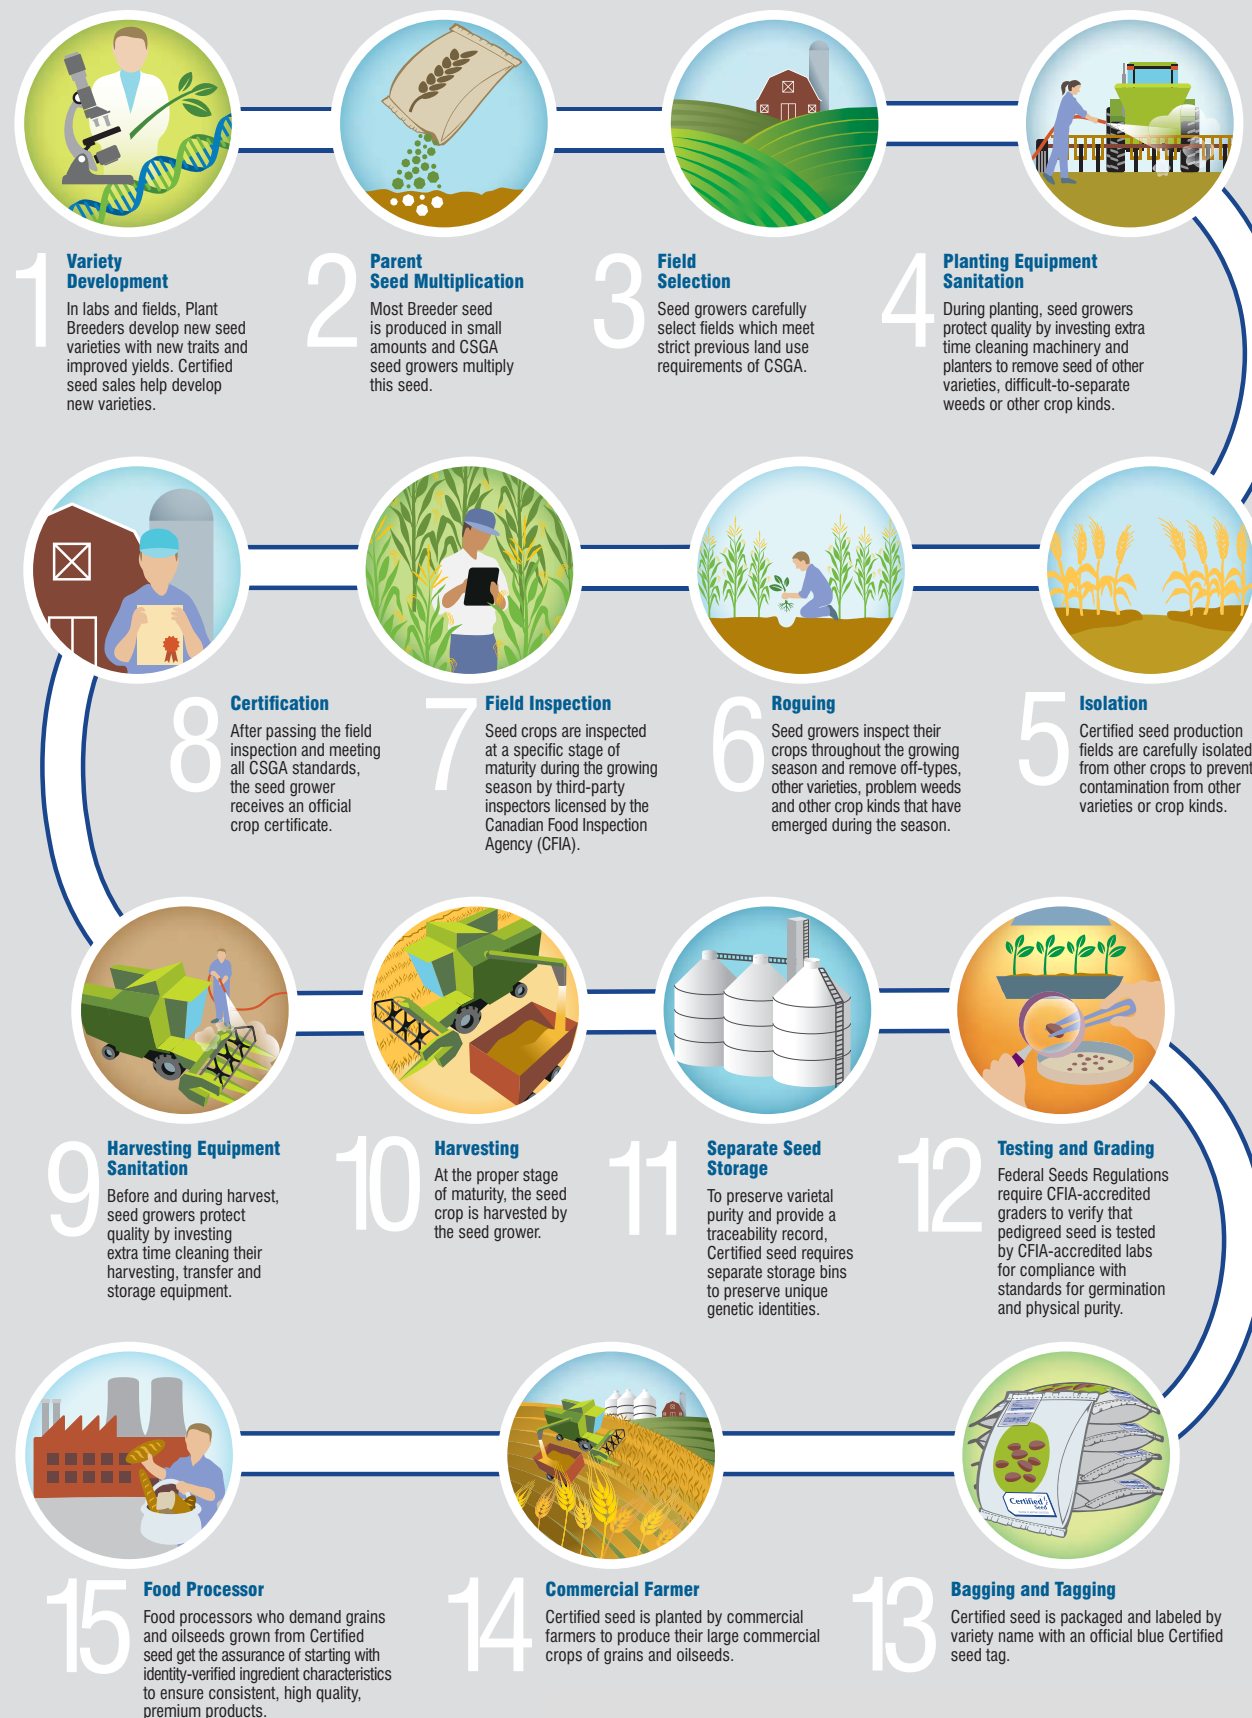 1
Variety
Development
In labs and fields, Plant
Breeders develop new seed
varieties with new traits and
improved yields. Certified
seed sales help develop
new varieties.
2
Parent
Seed Multiplication
Most Breeder seed
is produced in small
amounts and CSGA
seed growers multiply
this seed.
3
Field
Selection
Seed growers carefully
select fields which meet
strict previous land use
requirements of CSGA.
4
Planting Equipment
Sanitation
During planting, seed growers
protect quality by investing extra
time cleaning machinery and
planters to remove seed of other
varieties, difficult-to-separate
weeds or other crop kinds.
5
Isolation
Certified seed production
fields are carefully isolated
from other crops to prevent
contamination from other
varieties or crop kinds.
6
Roguing
Seed growers inspect their
crops throughout the growing
season and remove off-types,
other varieties, problem weeds
and other crop kinds that have
emerged during the season.
7
Field Inspection
Seed crops are inspected
at a specific stage of
maturity during the growing
season by third-party
inspectors licensed by the
Canadian Food Inspection
Agency (CFIA).
8
Certification
After passing the field
inspection and meeting
all CSGA standards,
the seed grower
receives an official
crop certificate.
9
Harvesting Equipment
Sanitation
Before and during harvest,
seed growers protect
quality by investing
extra time cleaning their
harvesting, transfer and
storage equipment.
10
Harvesting
At the proper stage
of maturity, the seed
crop is harvested by
the seed grower.
11
Separate Seed
Storage
To preserve varietal
purity and provide a
traceability record,
Certified seed requires
separate storage bins
to preserve unique
genetic identities.
12
Testing and Grading
Federal Seeds Regulations
require CFIA-accredited
graders to verify that
pedigreed seed is tested
by CFIA-accredited labs
for compliance with
standards for germination
and physical purity.
Certified
Seed
13
Bagging and Tagging
Certified seed is packaged and labeled by
variety name with an official blue Certified
seed tag.
14
Commercial Farmer
Certified seed is planted by commercial
farmers to produce their large commercial
crops of grains and oilseeds.
15
Food Processor
Food processors who demand grains
and oilseeds grown from Certified
seed get the assurance of starting with
identity-verified ingredient characteristics
to ensure consistent, high quality,
premium products.